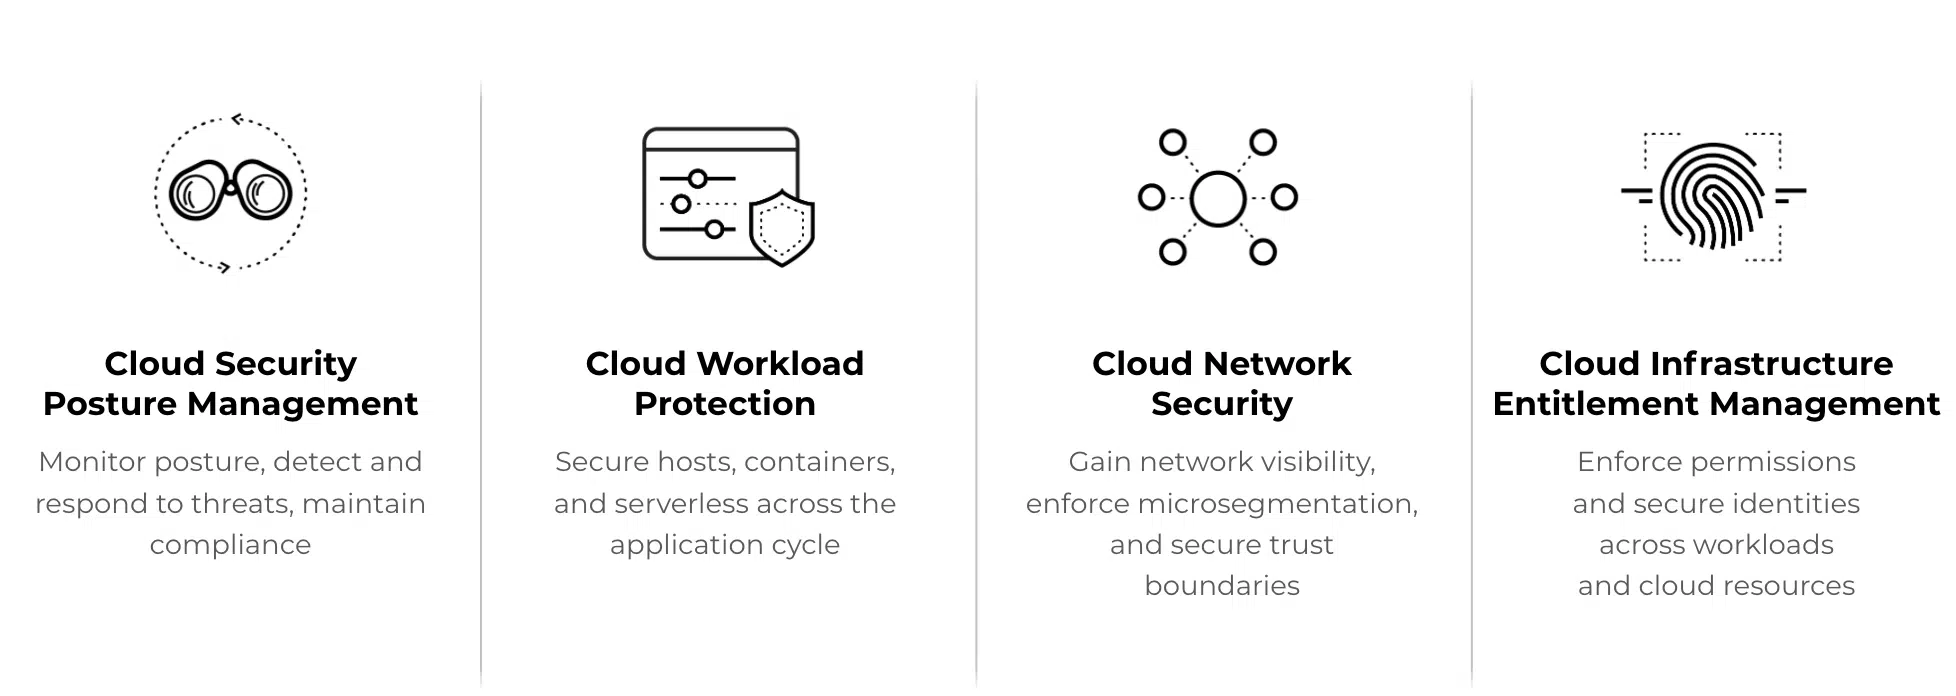 Cloud Security
Posture Management
Monitor posture, detect and
respond to threats, maintain
compliance
Cloud Workload
Protection
Secure hosts, containers,
and serverless across the
application cycle
Cloud Network
Security
Gain network visibility,
enforce microsegmentation,
and secure trust
boundaries
Cloud Infrastructure
Entitlement Management
Enforce permissions
and secure identities
across workloads
and cloud resources